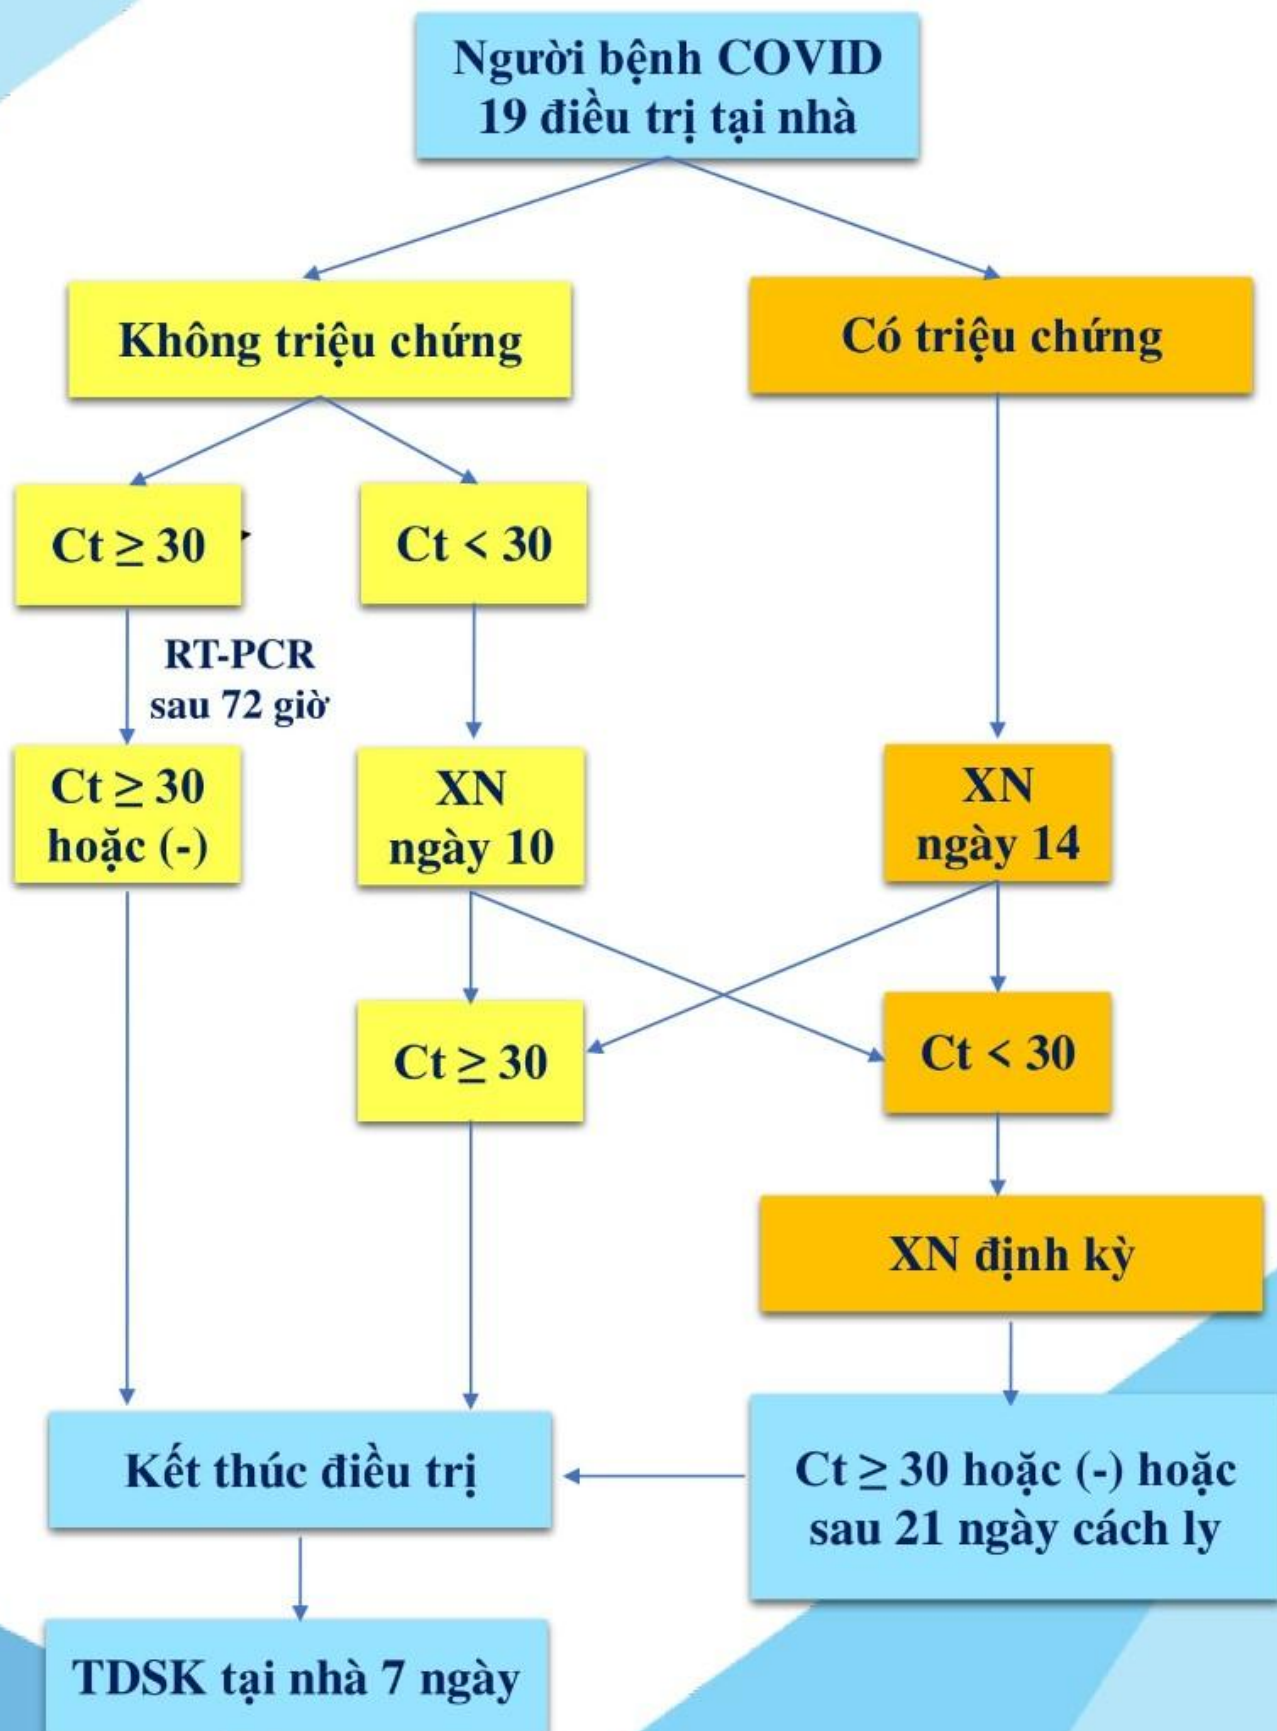 Người bệnh COVID
19 điều trị tại nhà
Không triệu chứng
Có triệu chứng
Ct ≥ 30
Ct < 30
RT-PCR
sau 72 giờ
Ct ≥ 30
hoặc (-)
XN
ngày 10
XN
ngày 14
Ct ≥ 30
Ct < 30
XN định kỳ
Kết thúc điều trị
Ct ≥ 30 hoặc (-) hoặc
sau 21 ngày cách ly
TDSK tại nhà 7 ngày